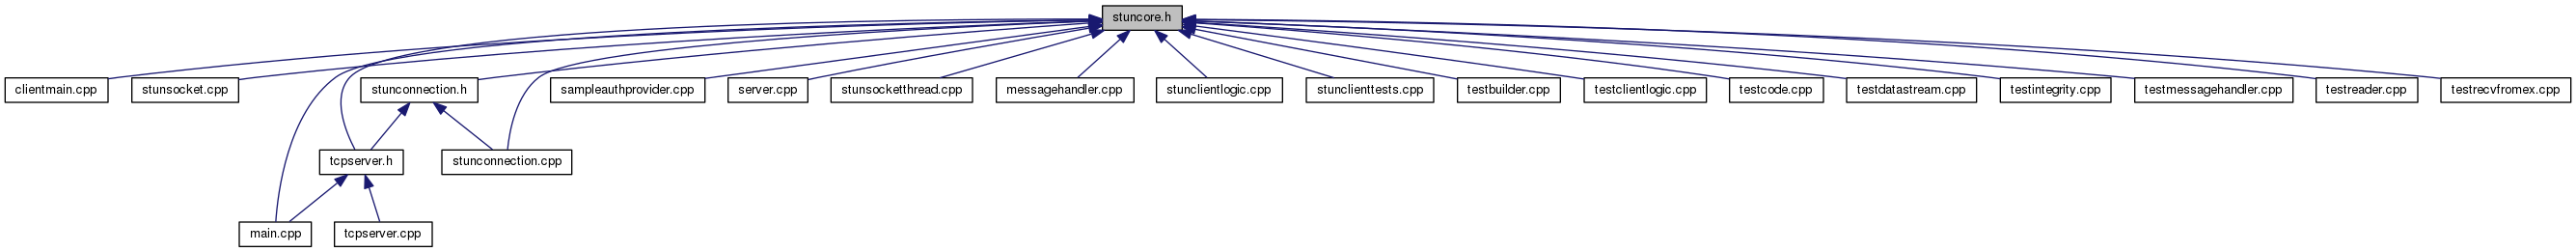 stuncore.h
clientmain.cpp
stunsocket.cpp
stunconnection.h
sampleauthprovider.cpp
server.cpp
stunsocketthread.cpp
messagehandler.cpp
stunclientlogic.cpp
stunclienttests.cpp
testbuilder.cpp
testclientlogic.cpp
testcode.cpp
testdatastream.cpp
testintegrity.cpp
testmessagehandler.cpp
testreader.cpp
testrecvfromex.cpp
tcpserver.h
stunconnection.cpp
main.cpp
tcpserver.cpp